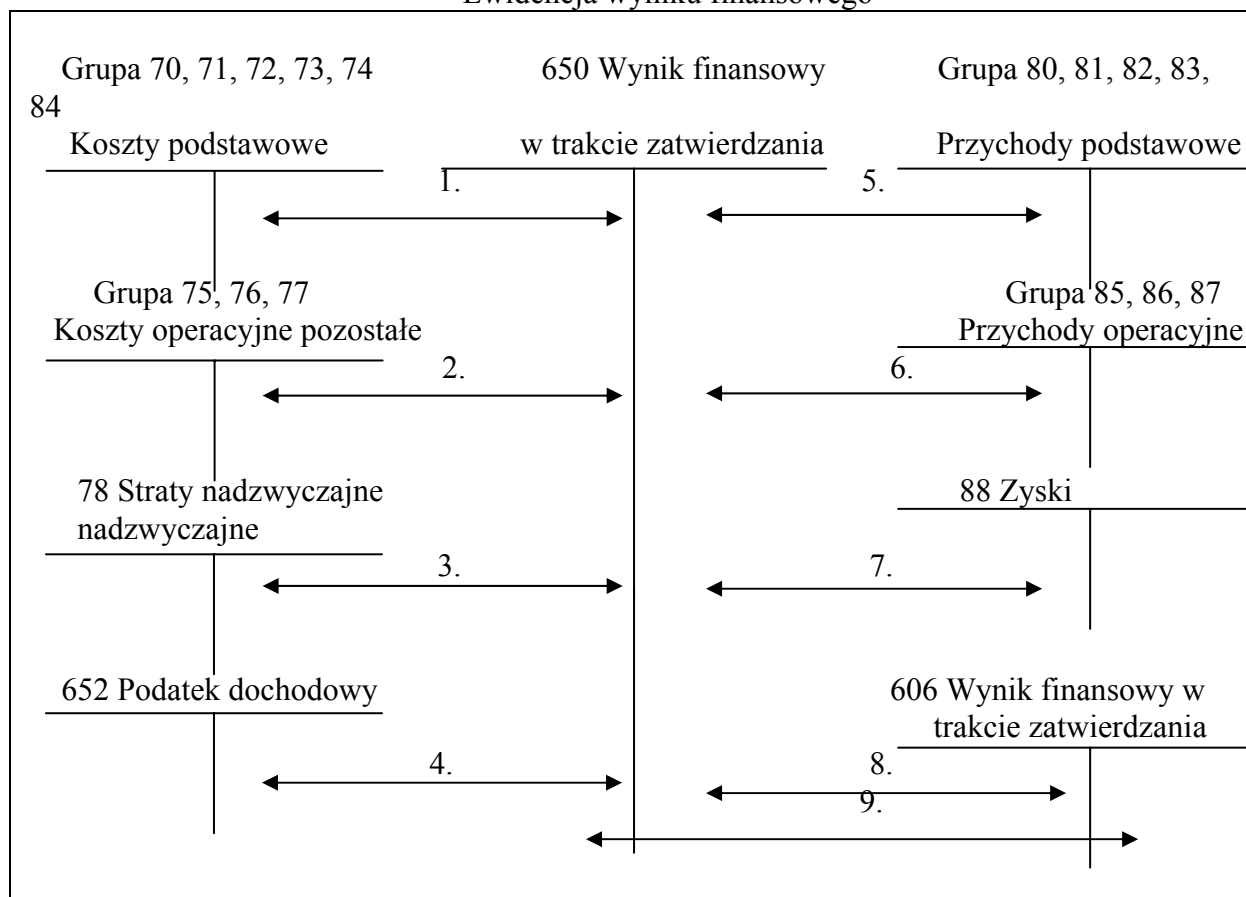 Ewidencja wyniku finansowego
Grupa 70, 71, 72, 73, 74 650 Wynik finansowy Grupa 80, 81, 82, 83,
84
Koszty podstawowe w trakcie zatwierdzania Przychody podstawowe
1. 5.
Grupa 75, 76, 77 Grupa 85, 86, 87
Koszty operacyjne pozostałe Przychody operacyjne
2. 6.
78 Straty nadzwyczajne 88 Zyski
nadzwyczajne
3. 7.
652 Podatek dochodowy 606 Wynik finansowy w
trakcie zatwierdzania
4. 8.
9.